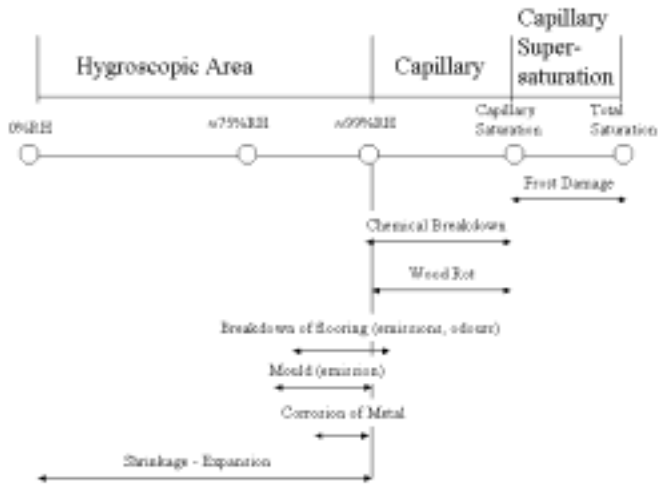 Capillary
Super-
saturation
Hygroscopic Area
Capillary
0%RH
≈75%RH
≈99%RH
Capillary
Saturation
Total
Saturation
Frost Damage
Chemical Breakdown
Wood Rot
Breakdown of flooring (emissions, odours)
Mould (emission)
Corrosion of Metal
Shrinkage - Expansion